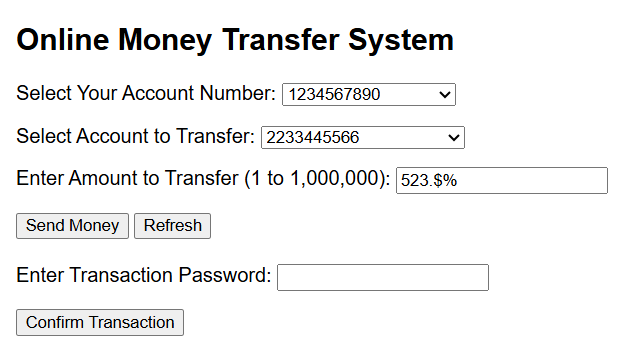 Online Money Transfer System
Select Your Account Number: 1234567890
Select Account to Transfer: 2233445566
Enter Amount to Transfer (1 to 1,000,000): 523.$%
Send Money Refresh
Enter Transaction Password:
Confirm Transaction